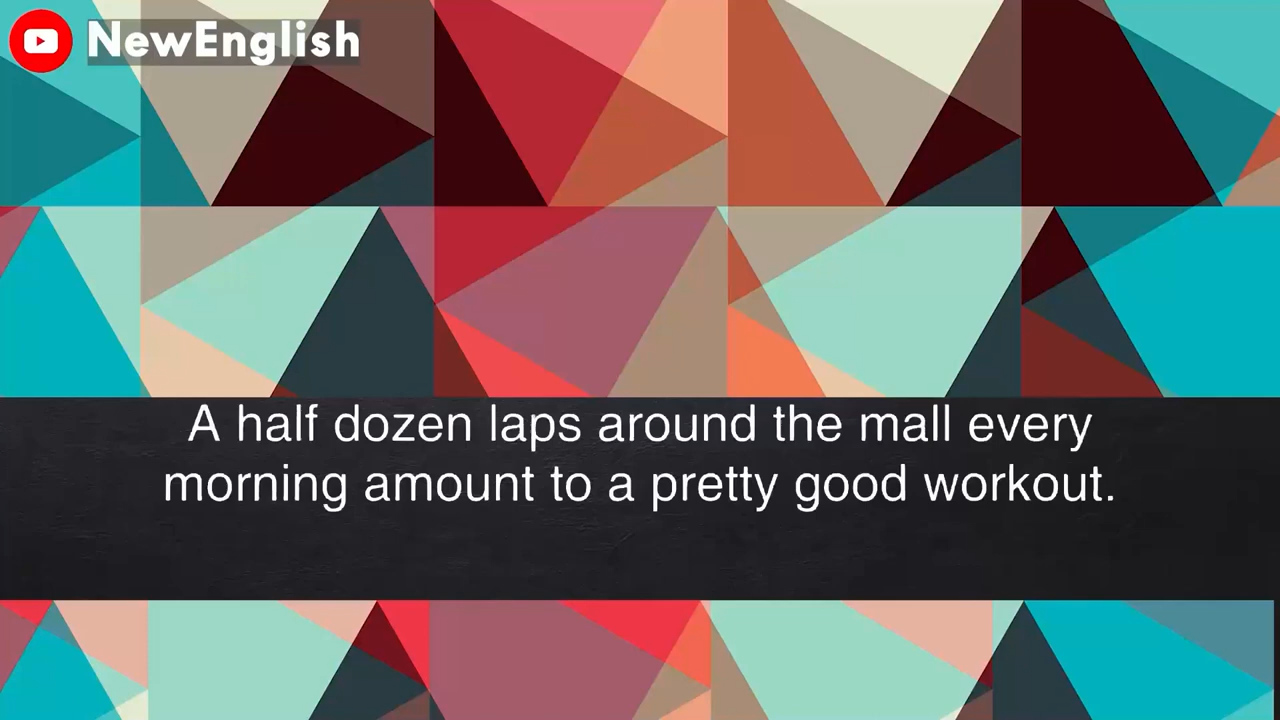 NewEnglish
A half dozen laps around the mall every
morning amount to a pretty good workout.